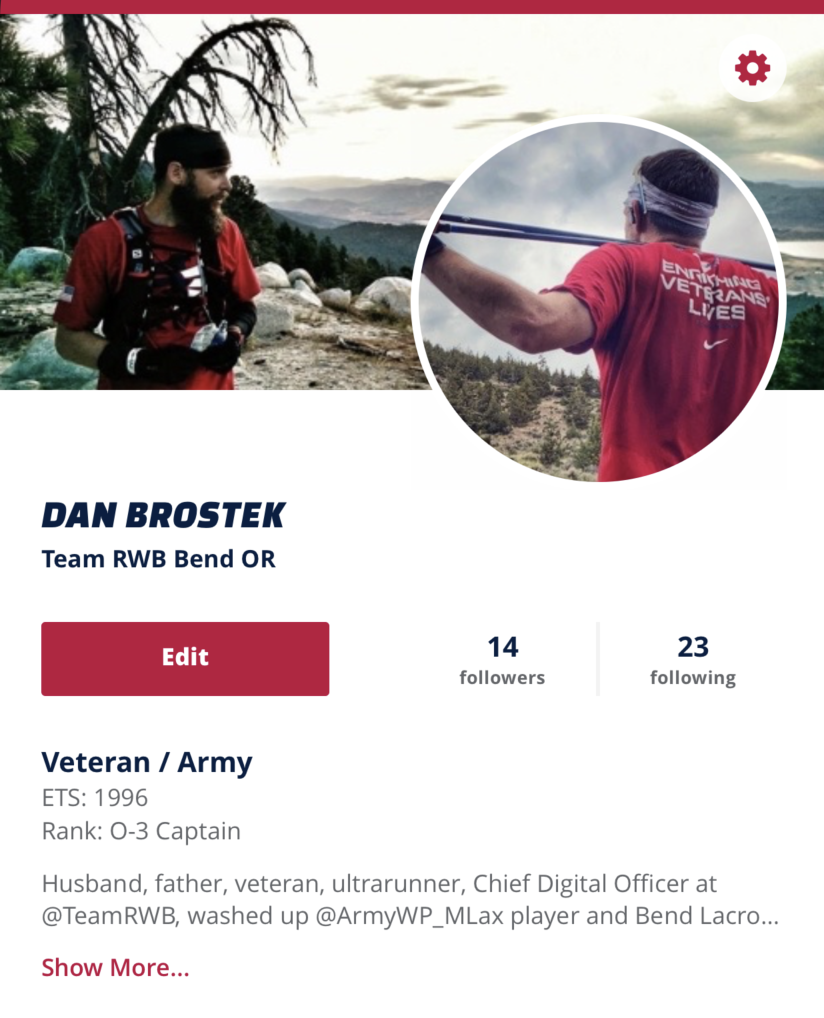 ENRICHING
VETERANS'
LIVES
DAN BROSTEK
Team RWB Bend OR
Edit
14
followers
23
following
Veteran / Army
ETS: 1996
Rank: O-3 Captain
Husband, father, veteran, ultrarunner, Chief Digital Officer at
@TeamRWB, washed up @ArmyWP_MLax player and Bend Lacro...
Show More...